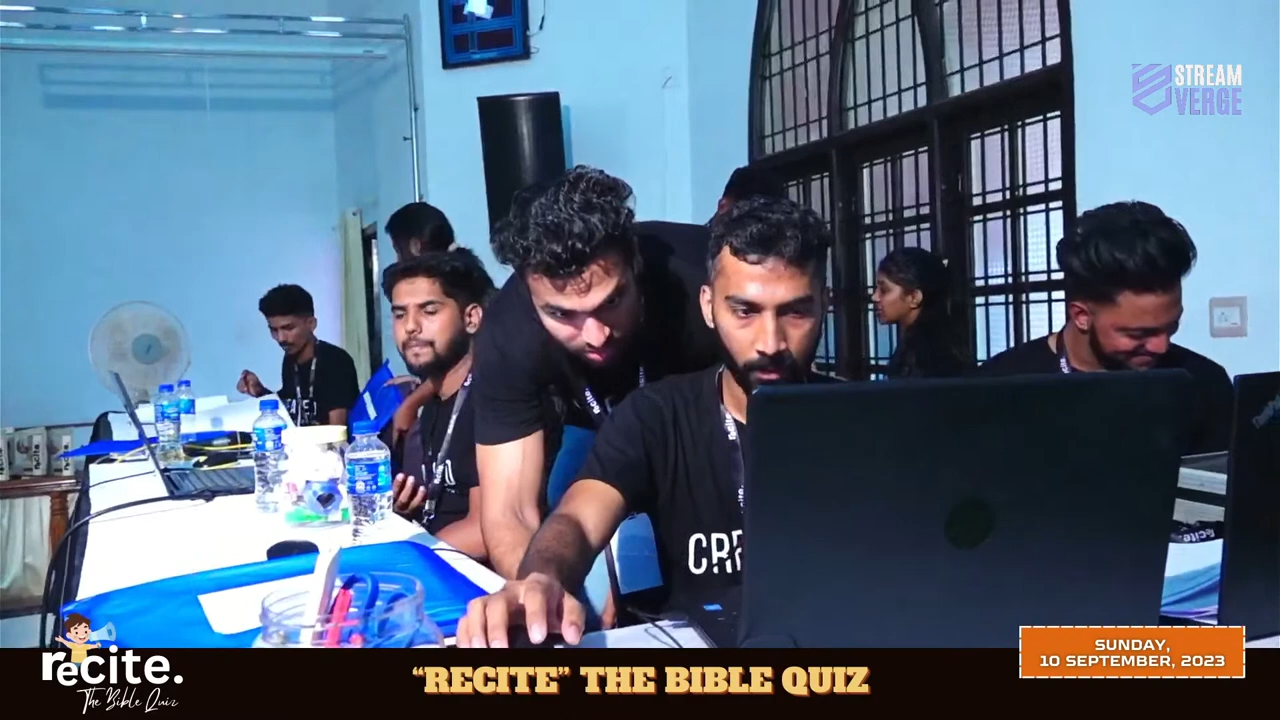 STREAM
VERGE
CRE
recite.
The Bible Quiz
“RECITE” THE BIBLE QUIZ
SUNDAY,
10 SEPTEMBER, 2023